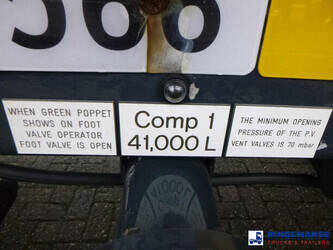 566
WHEN GREEN POPPET
SHOWS ON FOOT
VALVE OPERATOR
FOOT VALVE IS OPEN
Comp 1
41,000 L
THE MINIMUM OPENING
PRESSURE OF THE P.V.
VENT VALVES IS 70 mbar